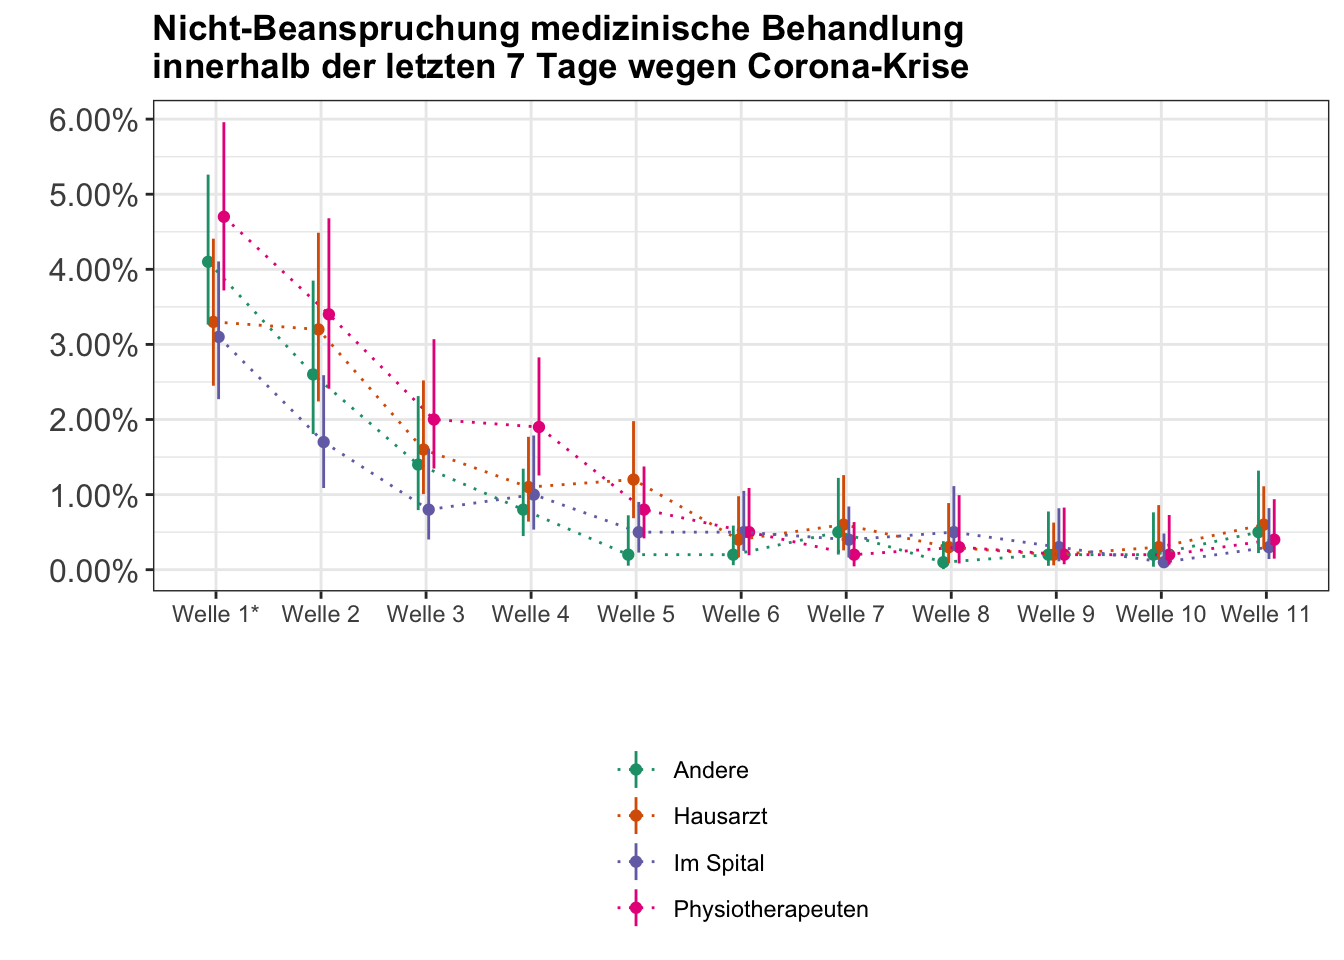 Nicht-Beanspruchung medizinische Behandlung
innerhalb der letzten 7 Tage wegen Corona-Krise
6.00%
5.00%
4.00%
3.00%
2.00%
1.00%
0.00%
Welle 1* Welle 2 Welle 3 Welle 4 Welle 5 Welle 6 Welle 7 Welle 8 Welle 9 Welle 10 Welle 11
Andere
Hausarzt
Im Spital
Physiotherapeuten